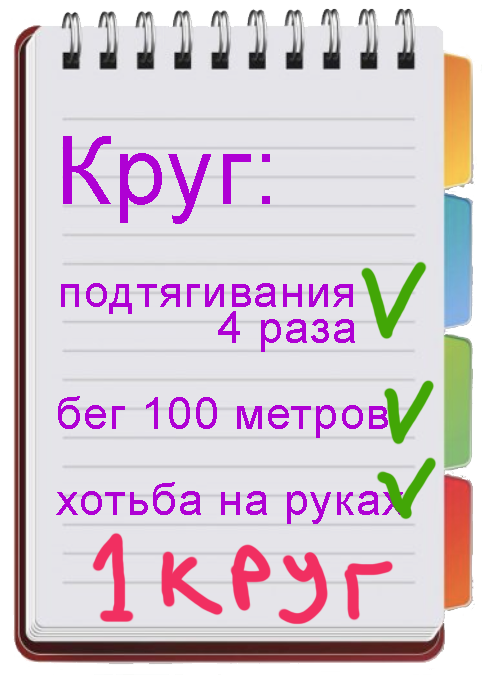 Круг:
подтягивания
4 раза
бег 100 метров
хотьба на руках
1 круг